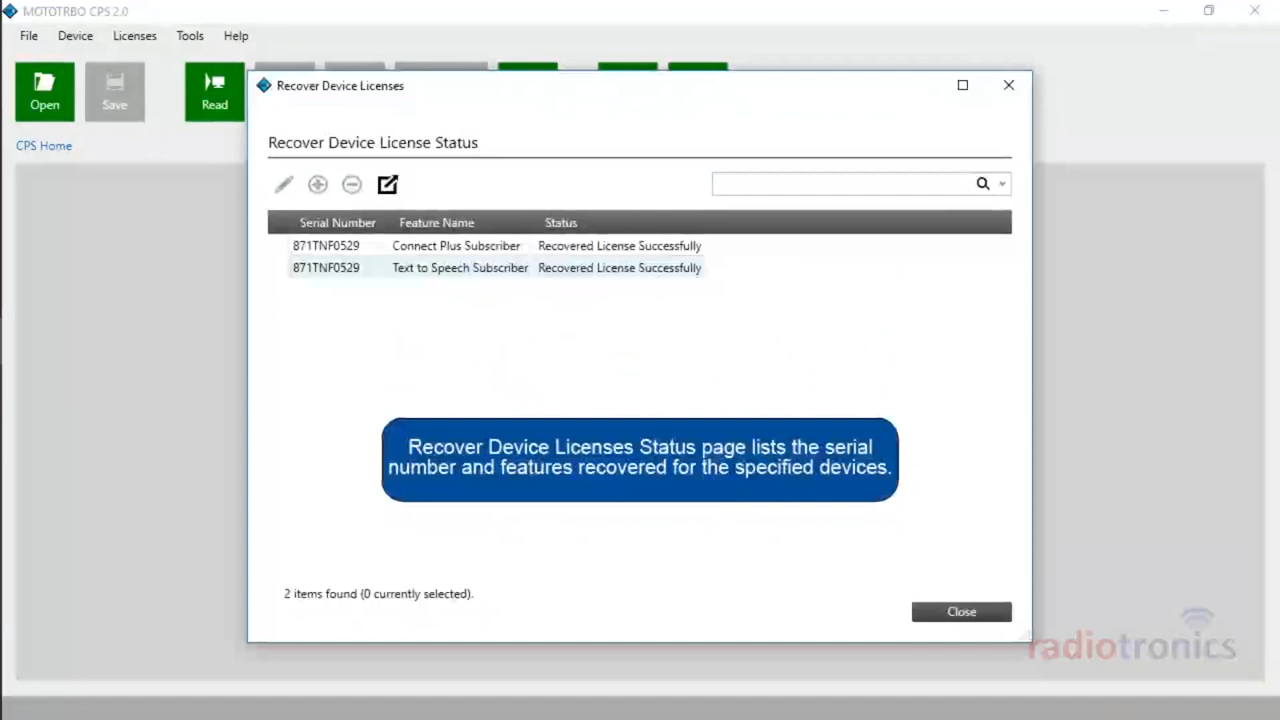 MOTOTRBO CPS 2.0
File Device Licenses Tools Help
Open Save Read
CPS Home
Recover Device Licenses
Recover Device License Status
Serial Number Feature Name Status
871TNF0529 Connect Plus Subscriber Recovered License Successfully
871TNF0529 Text to Speech Subscriber Recovered License Successfully
Recover Device Licenses Status page lists the serial
number and features recovered for the specified devices.
2 items found (0 currently selected).
Close
radiotronics